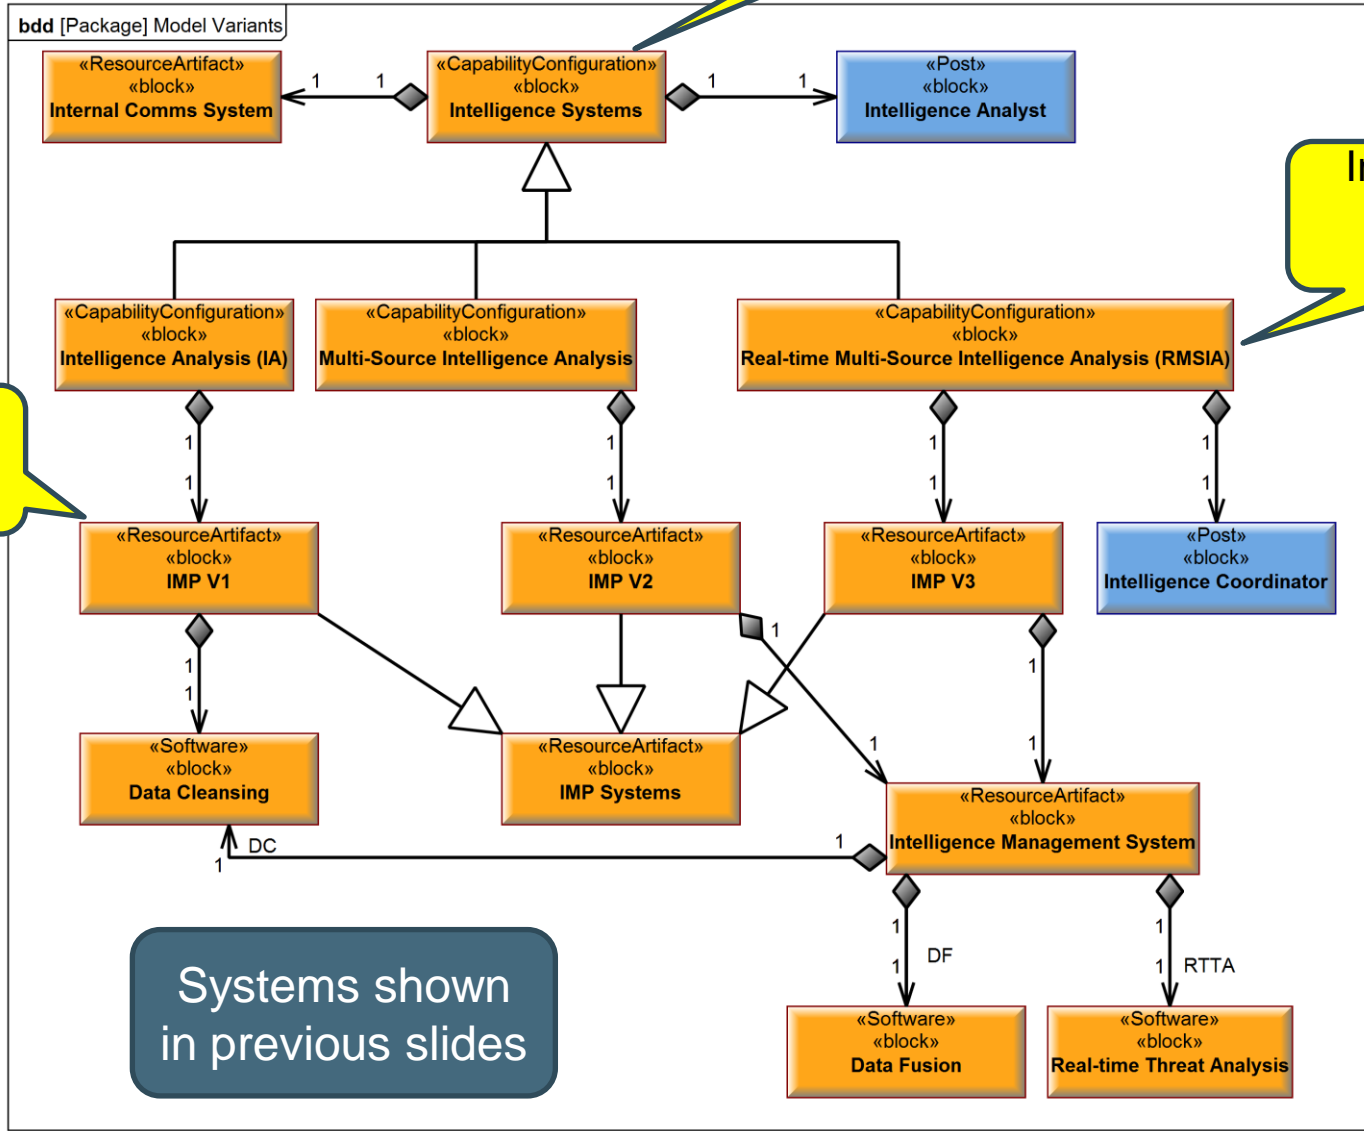 bdd [Package] Model Variants
«ResourceArtifact»
«block»
Internal Comms System
1
1
«CapabilityConfiguration»
«block»
Intelligence Systems
1
1
«Post»
«block»
Intelligence Analyst
«CapabilityConfiguration»
«block»
Intelligence Analysis (IA)
«CapabilityConfiguration»
«block»
Multi-Source Intelligence Analysis
«CapabilityConfiguration»
«block»
Real-time Multi-Source Intelligence Analysis (RMSIA)
1
1
1
1
1
1
1
1
«ResourceArtifact»
«block»
IMP V1
«ResourceArtifact»
«block»
IMP V2
«ResourceArtifact»
«block»
IMP V3
«Post»
«block»
Intelligence Coordinator
1
1
1
1
1
1
«Software»
«block»
Data Cleansing
«ResourceArtifact»
«block»
IMP Systems
«ResourceArtifact»
«block»
Intelligence Management System
1
DC
1
1
1
DF
1
1
RTTA
Systems shown
in previous slides
«Software»
«block»
Data Fusion
«Software»
«block»
Real-time Threat Analysis